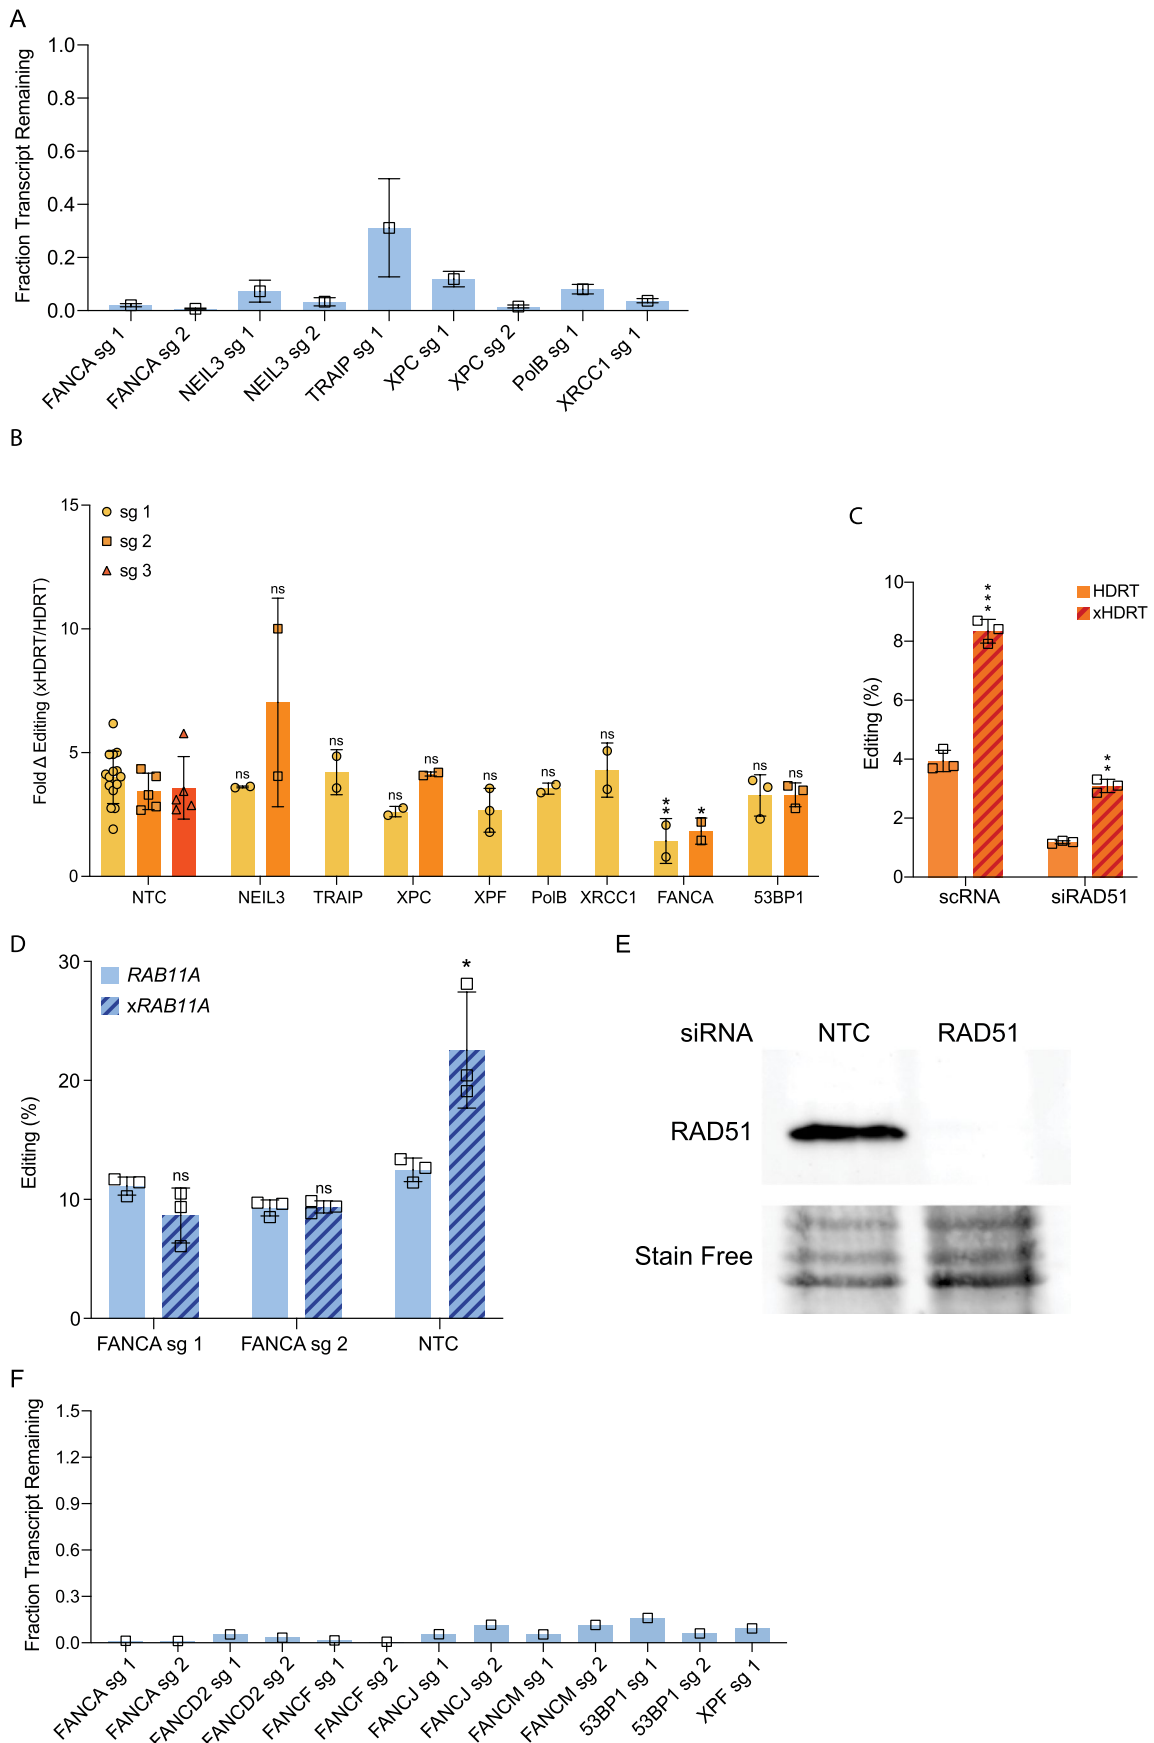 A
Fraction Transcript Remaining
1.0
0.8
0.6
0.4
0.2
0.0
FANCA sg 1
FANCA sg 2
NEIL3 sg 1
NEIL3 sg 2
TRAIP sg 1
XPC sg 1
XPC sg 2
PolB sg 1
XRCC1 sg 1
B
Fold Δ Editing (xHDRT/HDRT)
15
10
5
0
sg 1
sg 2
sg 3
ns
ns
ns
ns
ns
ns
ns
ns
**
*
ns
ns
NTC
NEIL3
TRAIP
XPC
XPF
PolB
XRCC1
FANCA
53BP1
C
Editing (%)
10
8
6
4
2
0
***
**
HDRT
xHDRT
scRNA
siRAD51
D
Editing (%)
30
20
10
0
RAB11A
xRAB11A
ns
ns
*
FANCA sg 1
FANCA sg 2
NTC
E
siRNA NTC RAD51
RAD51
Stain Free
F
Fraction Transcript Remaining
1.5
1.2
0.9
0.6
0.3
0.0
FANCA sg 1
FANCA sg 2
FANCD2 sg 1
FANCD2 sg 2
FANCF sg 1
FANCF sg 2
FANCJ sg 1
FANCJ sg 2
FANCM sg 1
FANCM sg 2
53BP1 sg 1
53BP1 sg 2
XPF sg 1